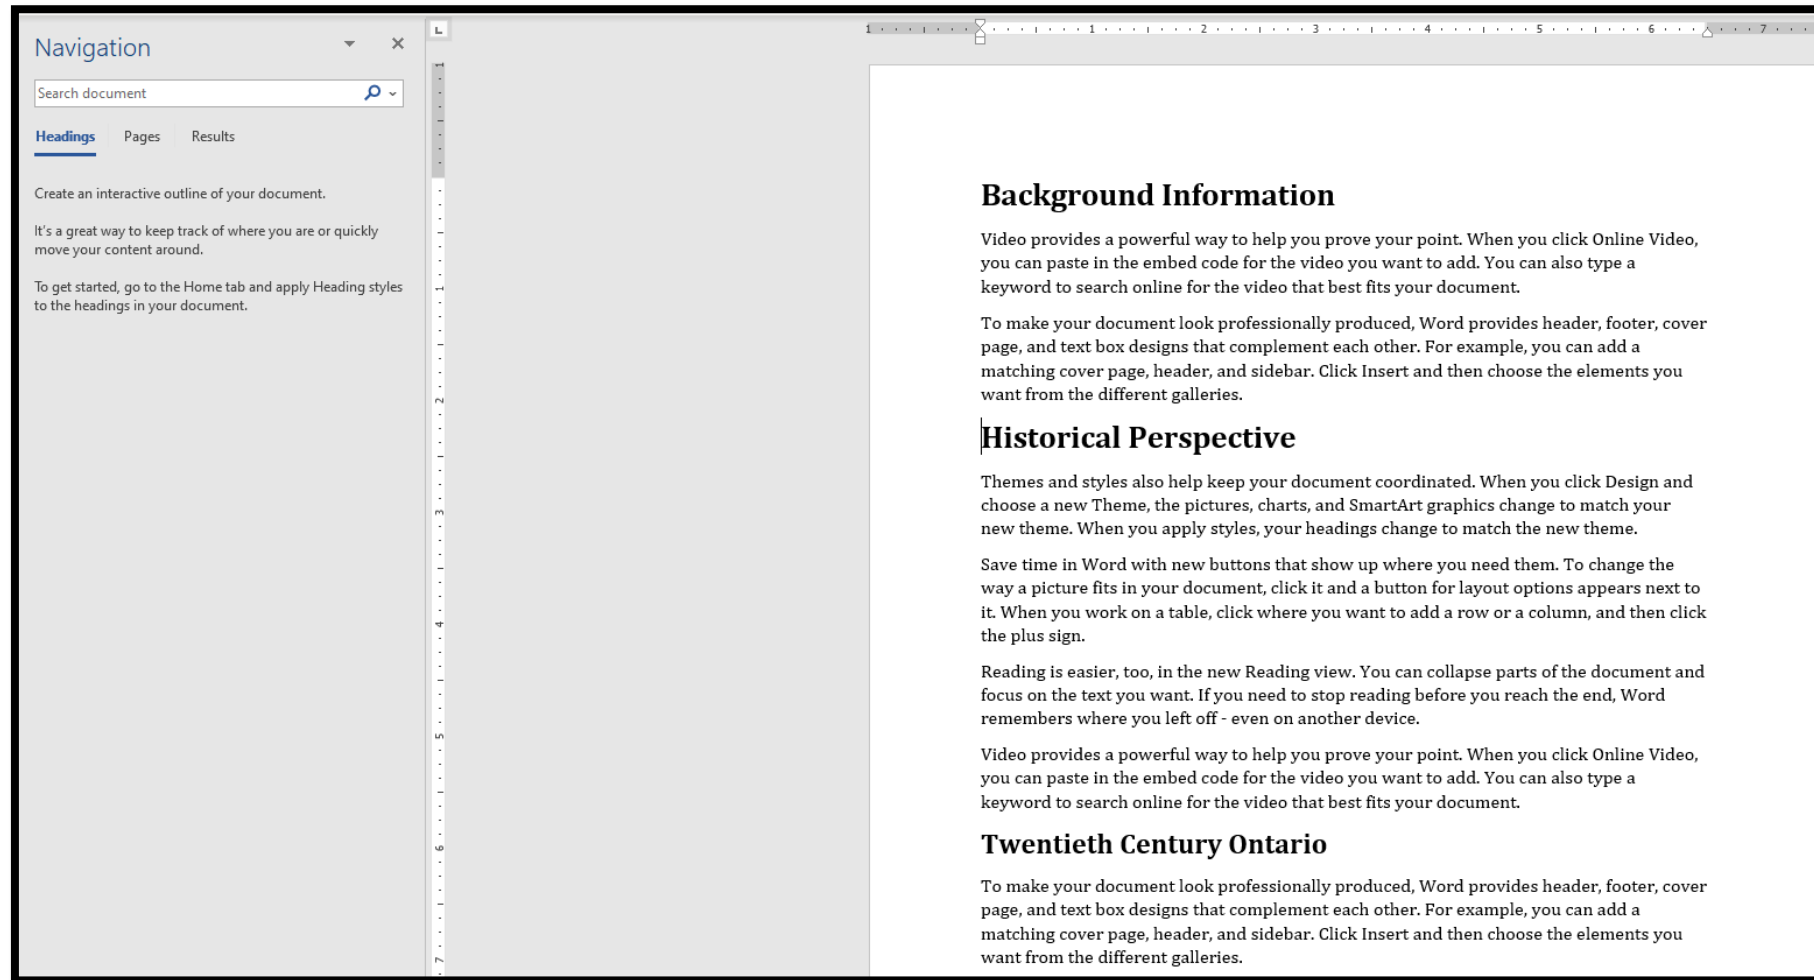 Navigation
Search document
Headings Pages Results
Create an interactive outline of your document.
It's a great way to keep track of where you are or quickly
move your content around.
To get started, go to the Home tab and apply Heading styles
to the headings in your document.
L
1 1 2 3 4 5 6 7
1
1
2
3
4
5
6
7
Background Information
Video provides a powerful way to help you prove your point. When you click Online Video,
you can paste in the embed code for the video you want to add. You can also type a
keyword to search online for the video that best fits your document.
To make your document look professionally produced, Word provides header, footer, cover
page, and text box designs that complement each other. For example, you can add a
matching cover page, header, and sidebar. Click Insert and then choose the elements you
want from the different galleries.
Historical Perspective
Themes and styles also help keep your document coordinated. When you click Design and
choose a new Theme, the pictures, charts, and SmartArt graphics change to match your
new theme. When you apply styles, your headings change to match the new theme.
Save time in Word with new buttons that show up where you need them. To change the
way a picture fits in your document, click it and a button for layout options appears next to
it. When you work on a table, click where you want to add a row or a column, and then click
the plus sign.
Reading is easier, too, in the new Reading view. You can collapse parts of the document and
focus on the text you want. If you need to stop reading before you reach the end, Word
remembers where you left off - even on another device.
Video provides a powerful way to help you prove your point. When you click Online Video,
you can paste in the embed code for the video you want to add. You can also type a
keyword to search online for the video that best fits your document.
Twentieth Century Ontario
To make your document look professionally produced, Word provides header, footer, cover
page, and text box designs that complement each other. For example, you can add a
matching cover page, header, and sidebar. Click Insert and then choose the elements you
want from the different galleries.